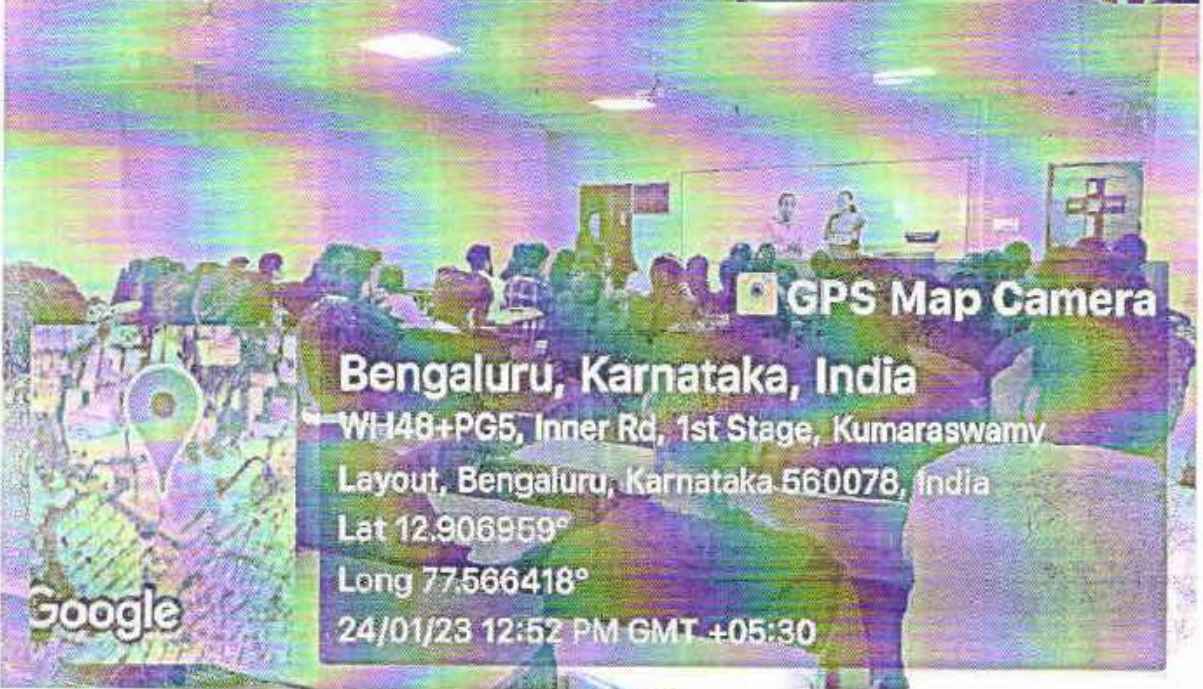 GPS Map Camera
Bengaluru, Karnataka, India
WH48+PG5, Inner Rd, 1st Stage, Kumaraswamy
Layout, Bengaluru, Karnataka 560078, India
Lat 12.906959°
Long 77.566418°
24/01/23 12:52 PM GMT +05:30
Google